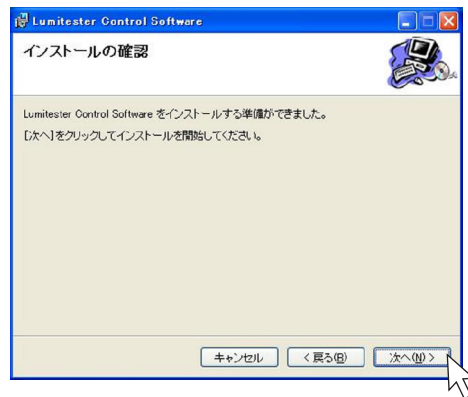 Lumitester Control Software
インストールの確認
Lumitester Control Software をインストールする準備ができました。
[次へ]をクリックしてインストールを開始してください。
キャンセル
< 戻る(B)
次へ(N) >